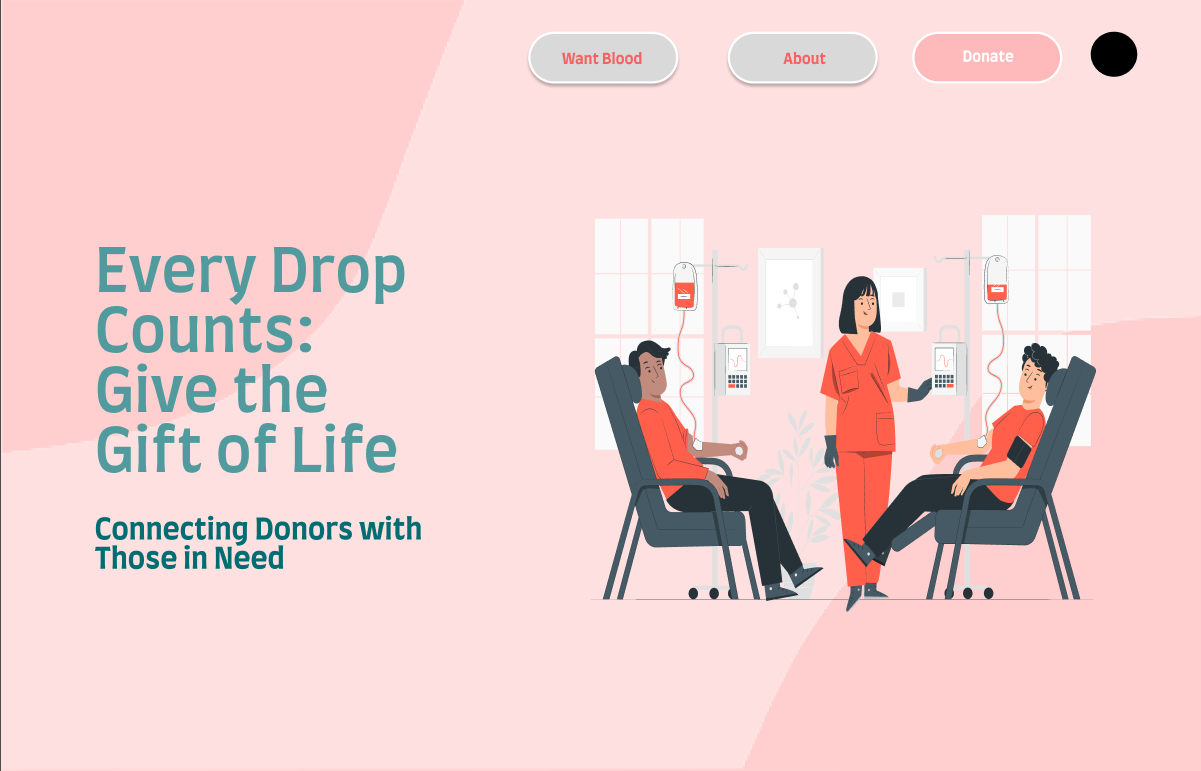 Want Blood
About
Donate
Every Drop
Counts:
Give the
Gift of Life
Connecting Donors with
Those in Need